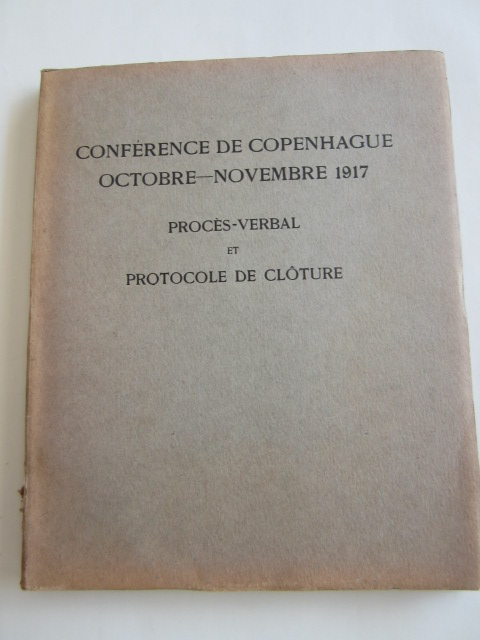 CONFÉRENCE DE COPENHAGUE
OCTOBRE—NOVEMBRE 1917
PROCÈS-VERBAL
ET
PROTOCOLE DE CLÔTURE